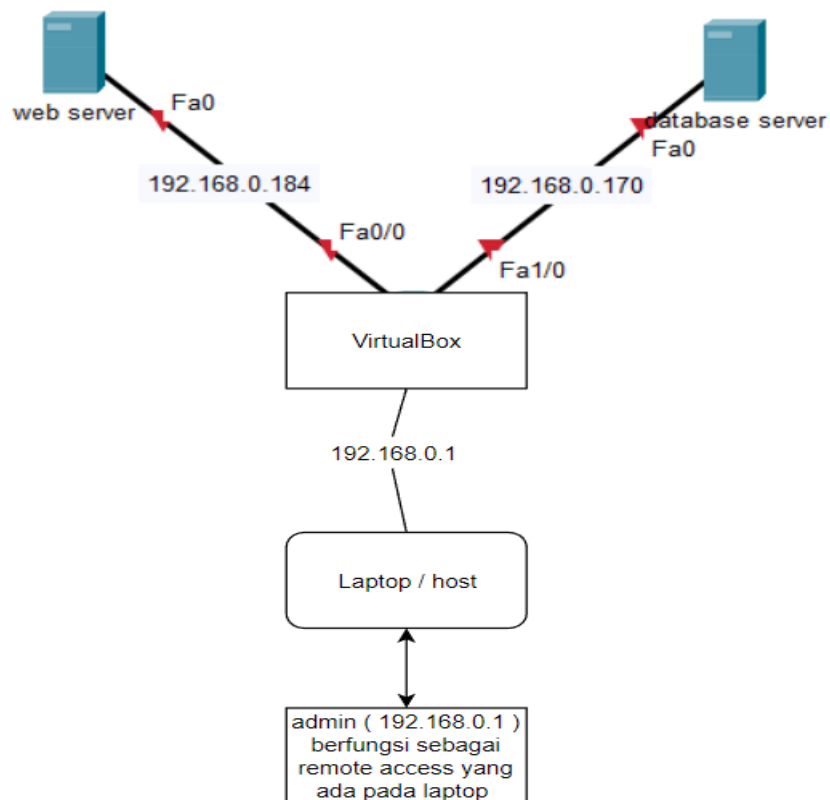 web server
Fa0
database server
Fa0
192.168.0.184
192.168.0.170
Fa0/0
Fa1/0
VirtualBox
192.168.0.1
Laptop / host
admin ( 192.168.0.1 )
berfungsi sebagai
remote access yang
ada pada laptop